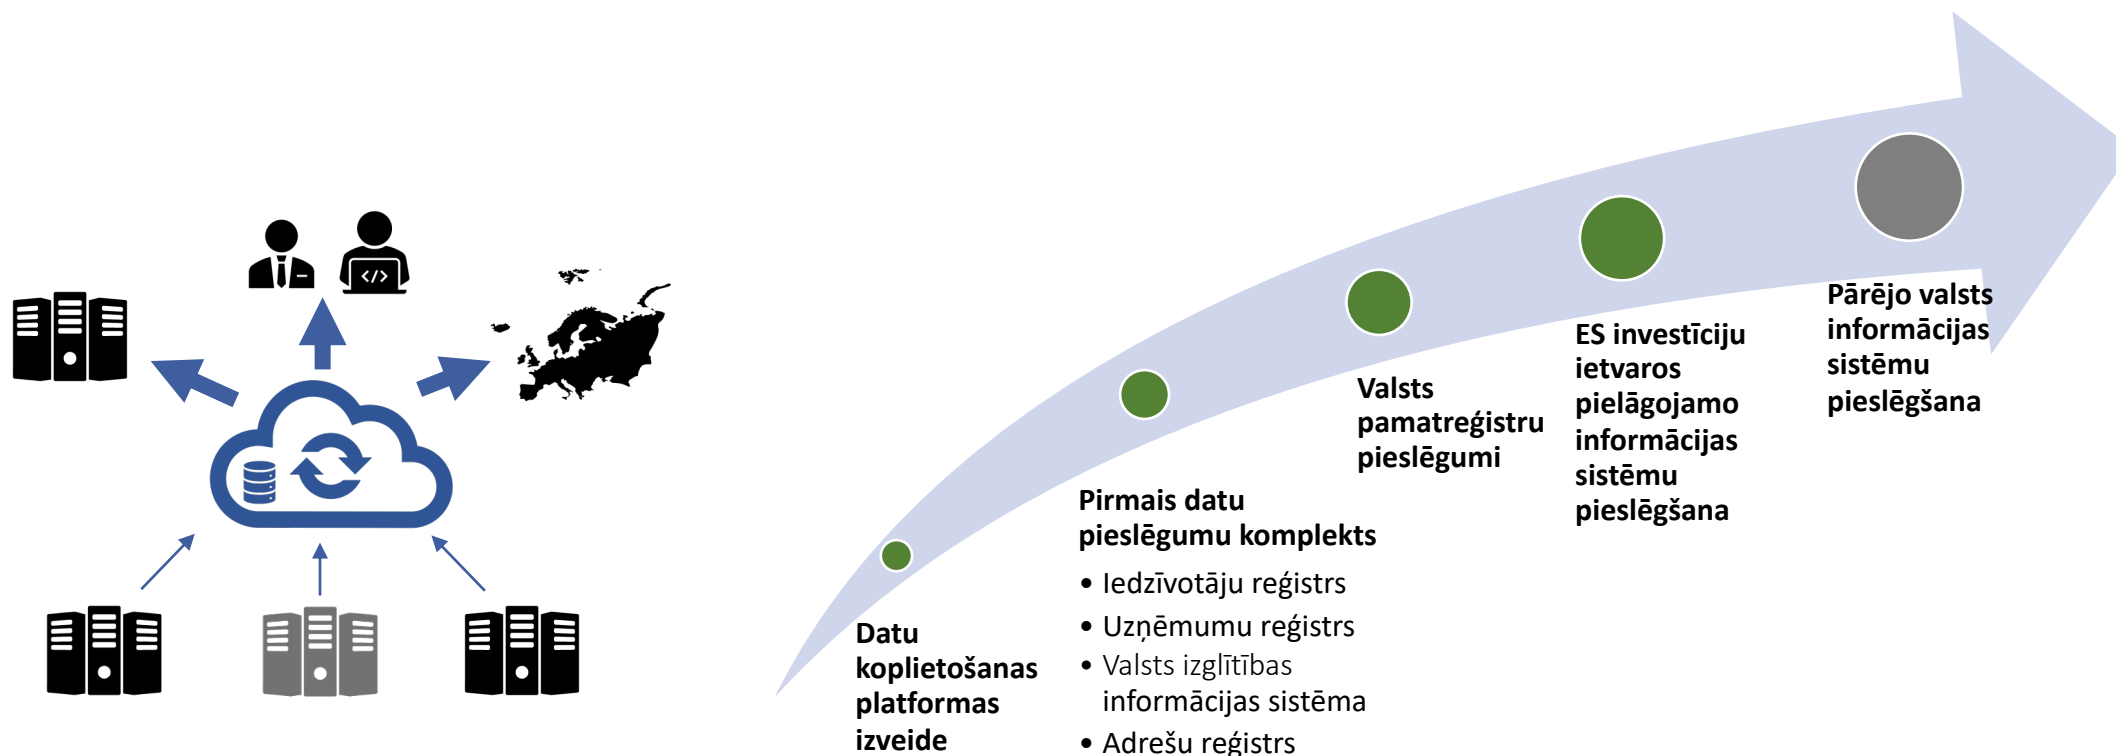 </>
Datu
koplietošanas
platformas
izveide
Pirmais datu
pieslēgumu komplekts
• Iedzīvotāju reģistrs
• Uzņēmumu reģistrs
• Valsts izglītības
informācijas sistēma
• Adrešu reģistrs
Valsts
pamatreģistru
pieslēgumi
ES investīciju
ietvaros
pielāgojamo
informācijas
sistēmu
pieslēgšana
Pārējo valsts
informācijas
sistēmu
pieslēgšana